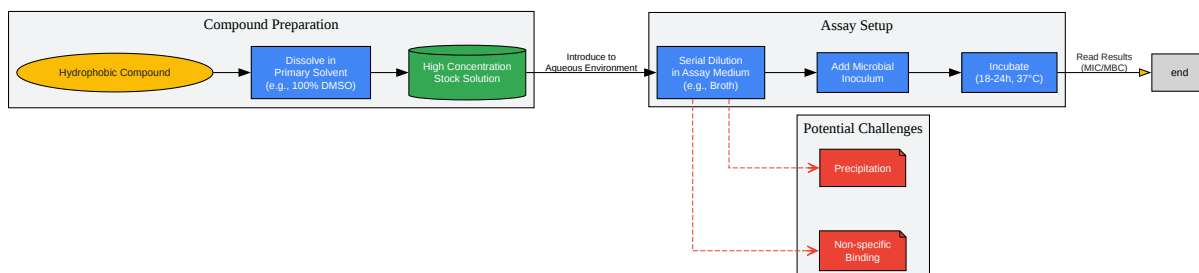 Compound Preparation
Hydrophobic Compound
Dissolve in
Primary Solvent
(e.g., 100% DMSO)
High Concentration
Stock Solution
Introduce to
Aqueous Environment
Assay Setup
Serial Dilution
in Assay Medium
(e.g., Broth)
Add Microbial
Inoculum
Incubate
(18-24h, 37°C)
Read Results
(MIC/MBC)
end
Potential Challenges
Precipitation
Non-specific
Binding